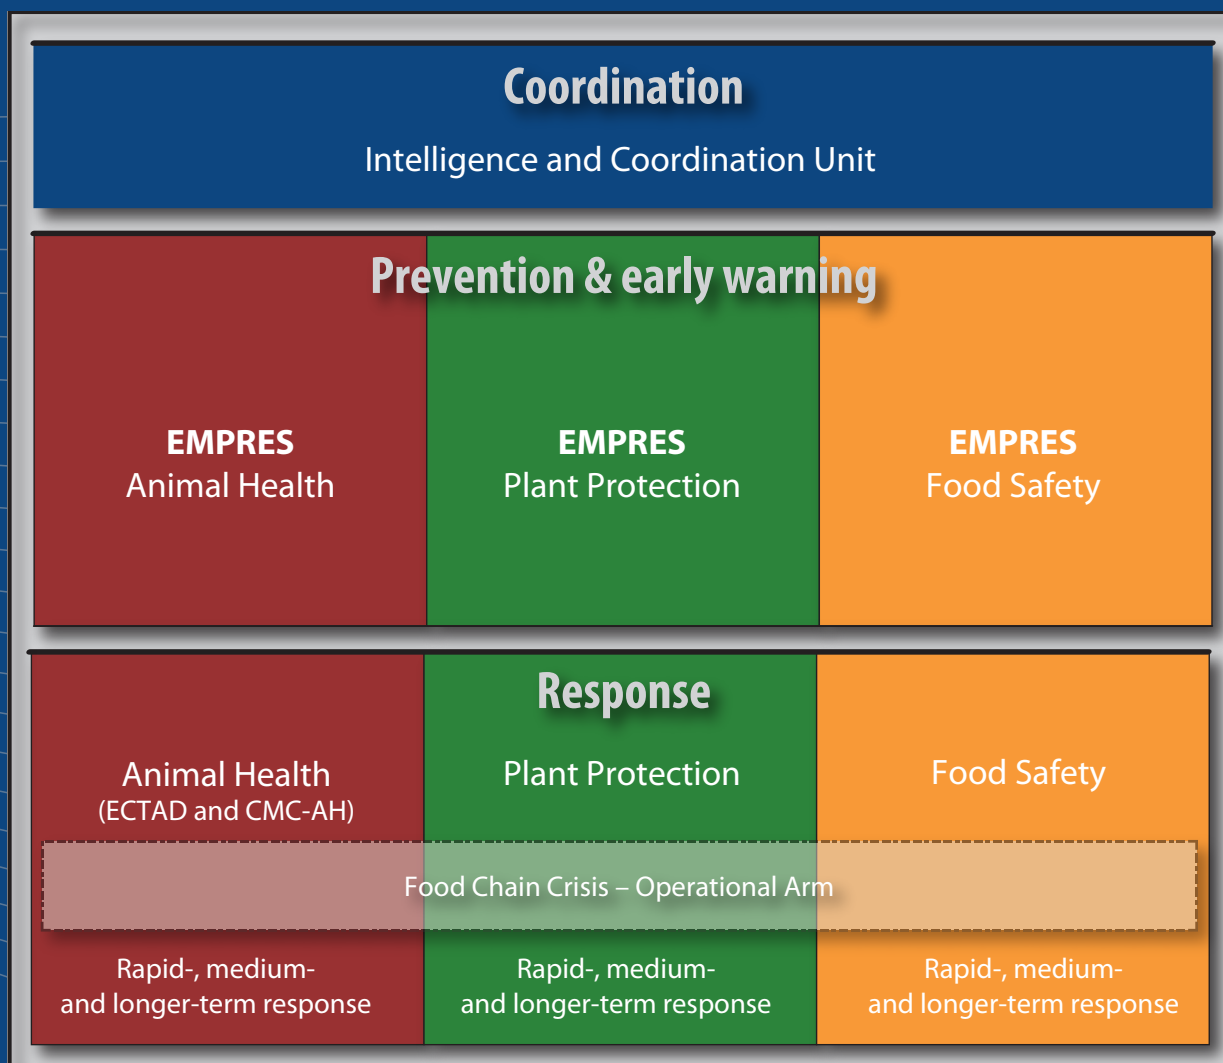 Coordination
Intelligence and Coordination Unit
Prevention & early warning
EMPRES
Animal Health
EMPRES
Plant Protection
EMPRES
Food Safety
Response
Animal Health
(ECTAD and CMC-AH)
Plant Protection
Food Safety
Food Chain Crisis – Operational Arm
Rapid-, medium-
and longer-term response
Rapid-, medium-
and longer-term response
Rapid-, medium-
and longer-term response